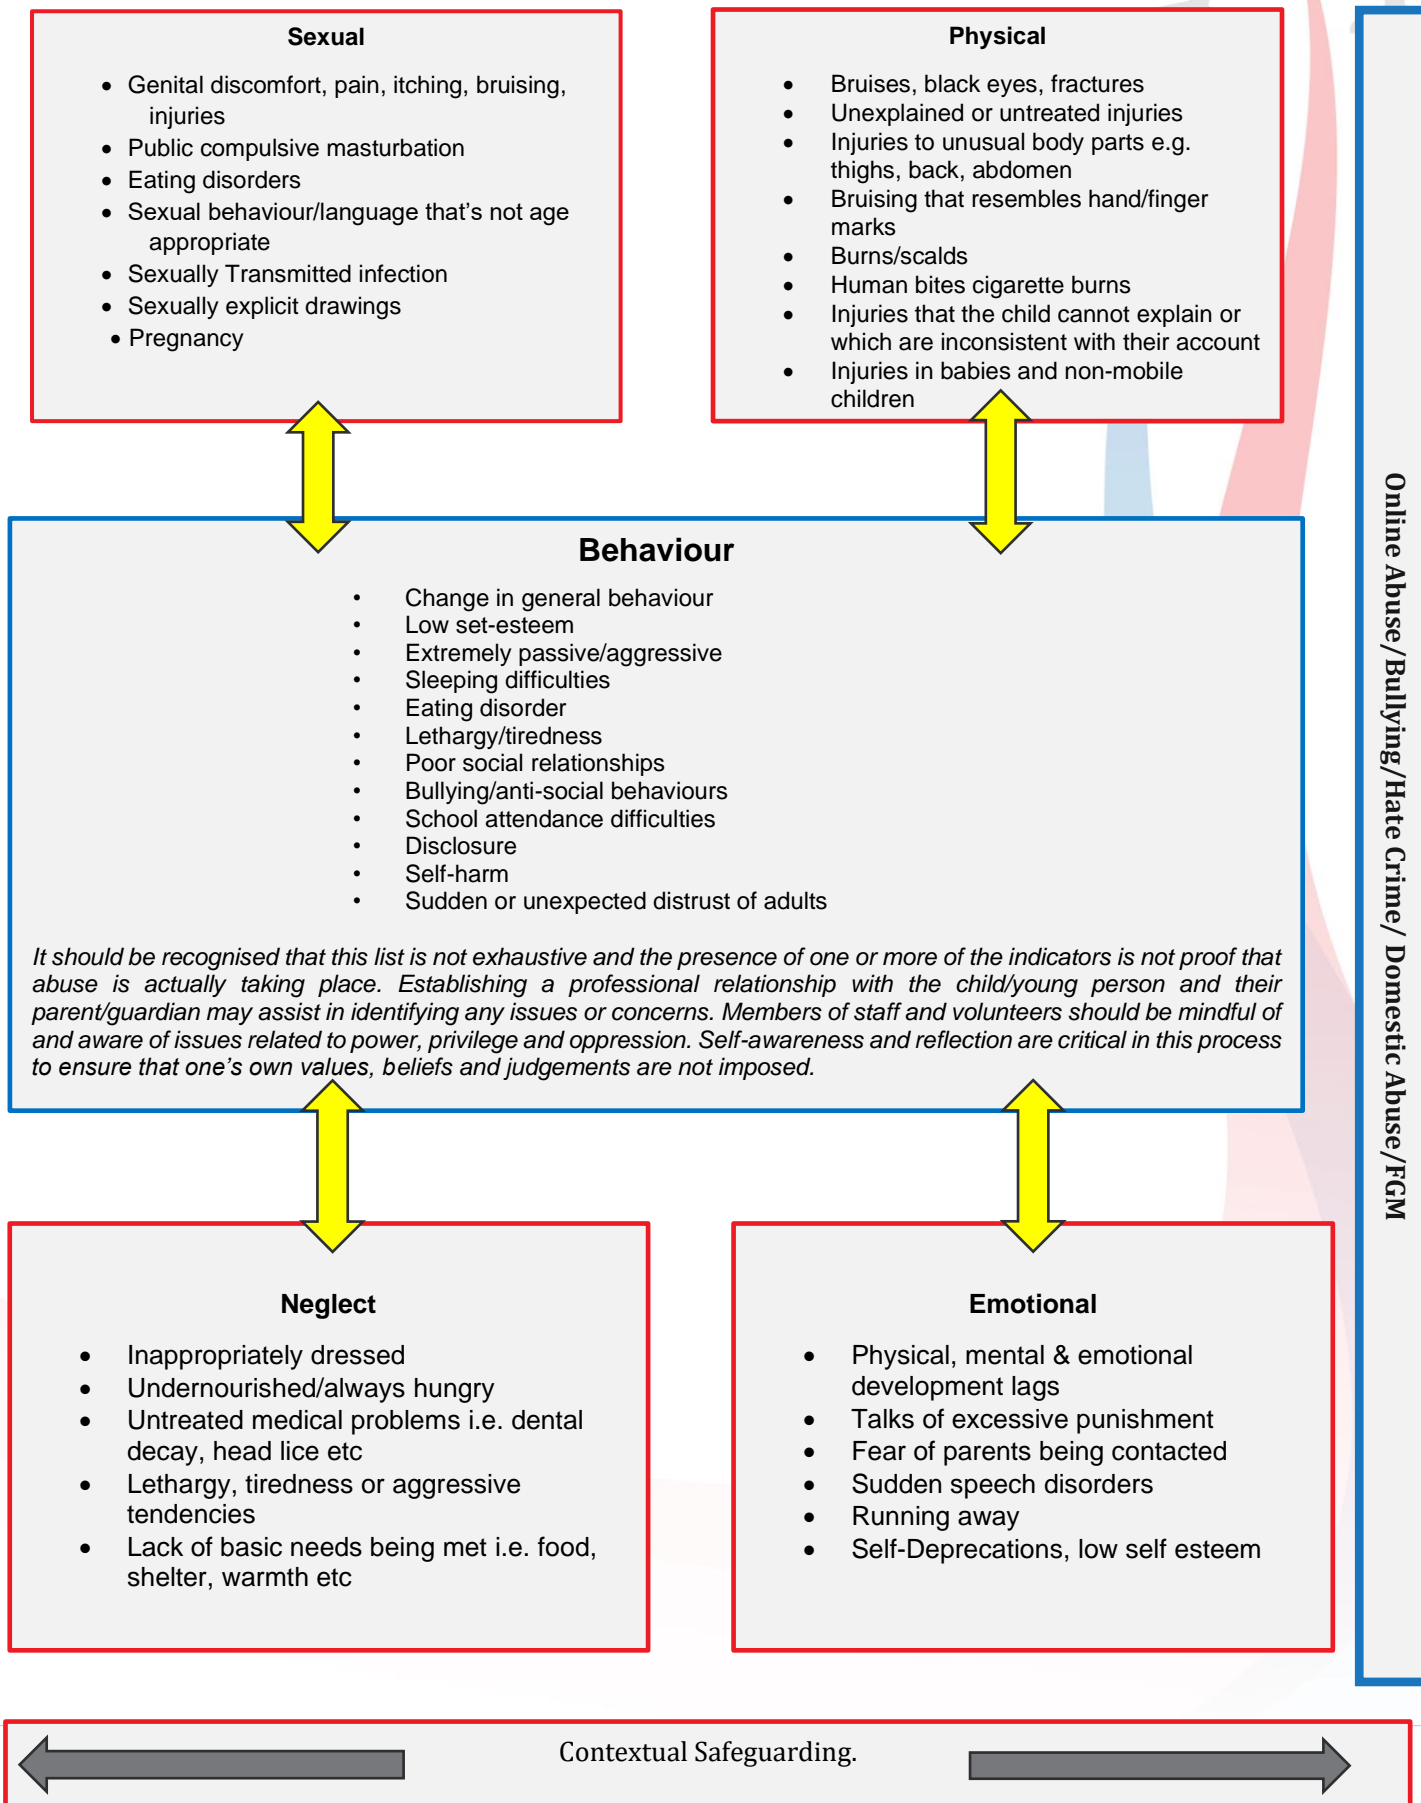 Sexual
• Genital discomfort, pain, itching, bruising,
injuries
• Public compulsive masturbation
• Eating disorders
• Sexual behaviour/language that’s not age
appropriate
• Sexually Transmitted infection
• Sexually explicit drawings
• Pregnancy
Physical
• Bruises, black eyes, fractures
• Unexplained or untreated injuries
• Injuries to unusual body parts e.g.
thighs, back, abdomen
• Bruising that resembles hand/finger
marks
• Burns/scalds
• Human bites cigarette burns
• Injuries that the child cannot explain or
which are inconsistent with their account
• Injuries in babies and non-mobile
children
Behaviour
• Change in general behaviour
• Low set-esteem
• Extremely passive/aggressive
• Sleeping difficulties
• Eating disorder
• Lethargy/tiredness
• Poor social relationships
• Bullying/anti-social behaviours
• School attendance difficulties
• Disclosure
• Self-harm
• Sudden or unexpected distrust of adults
It should be recognised that this list is not exhaustive and the presence of one or more of the indicators is not proof that
abuse is actually taking place. Establishing a professional relationship with the child/young person and their
parent/guardian may assist in identifying any issues or concerns. Members of staff and volunteers should be mindful of
and aware of issues related to power, privilege and oppression. Self-awareness and reflection are critical in this process
to ensure that one’s own values, beliefs and judgements are not imposed.
Neglect
• Inappropriately dressed
• Undernourished/always hungry
• Untreated medical problems i.e. dental
decay, head lice etc
• Lethargy, tiredness or aggressive
tendencies
• Lack of basic needs being met i.e. food,
shelter, warmth etc
Emotional
• Physical, mental & emotional
development lags
• Talks of excessive punishment
• Fear of parents being contacted
• Sudden speech disorders
• Running away
• Self-Deprecations, low self esteem
Online Abuse/Bullying/Hate Crime/ Domestic Abuse/FGM
Contextual Safeguarding.